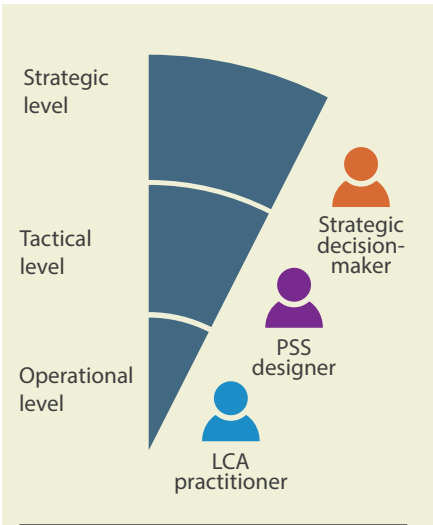 Strategic
level
Strategic
decision-
maker
Tactical
level
PSS
designer
Operational
level
LCA
practitioner